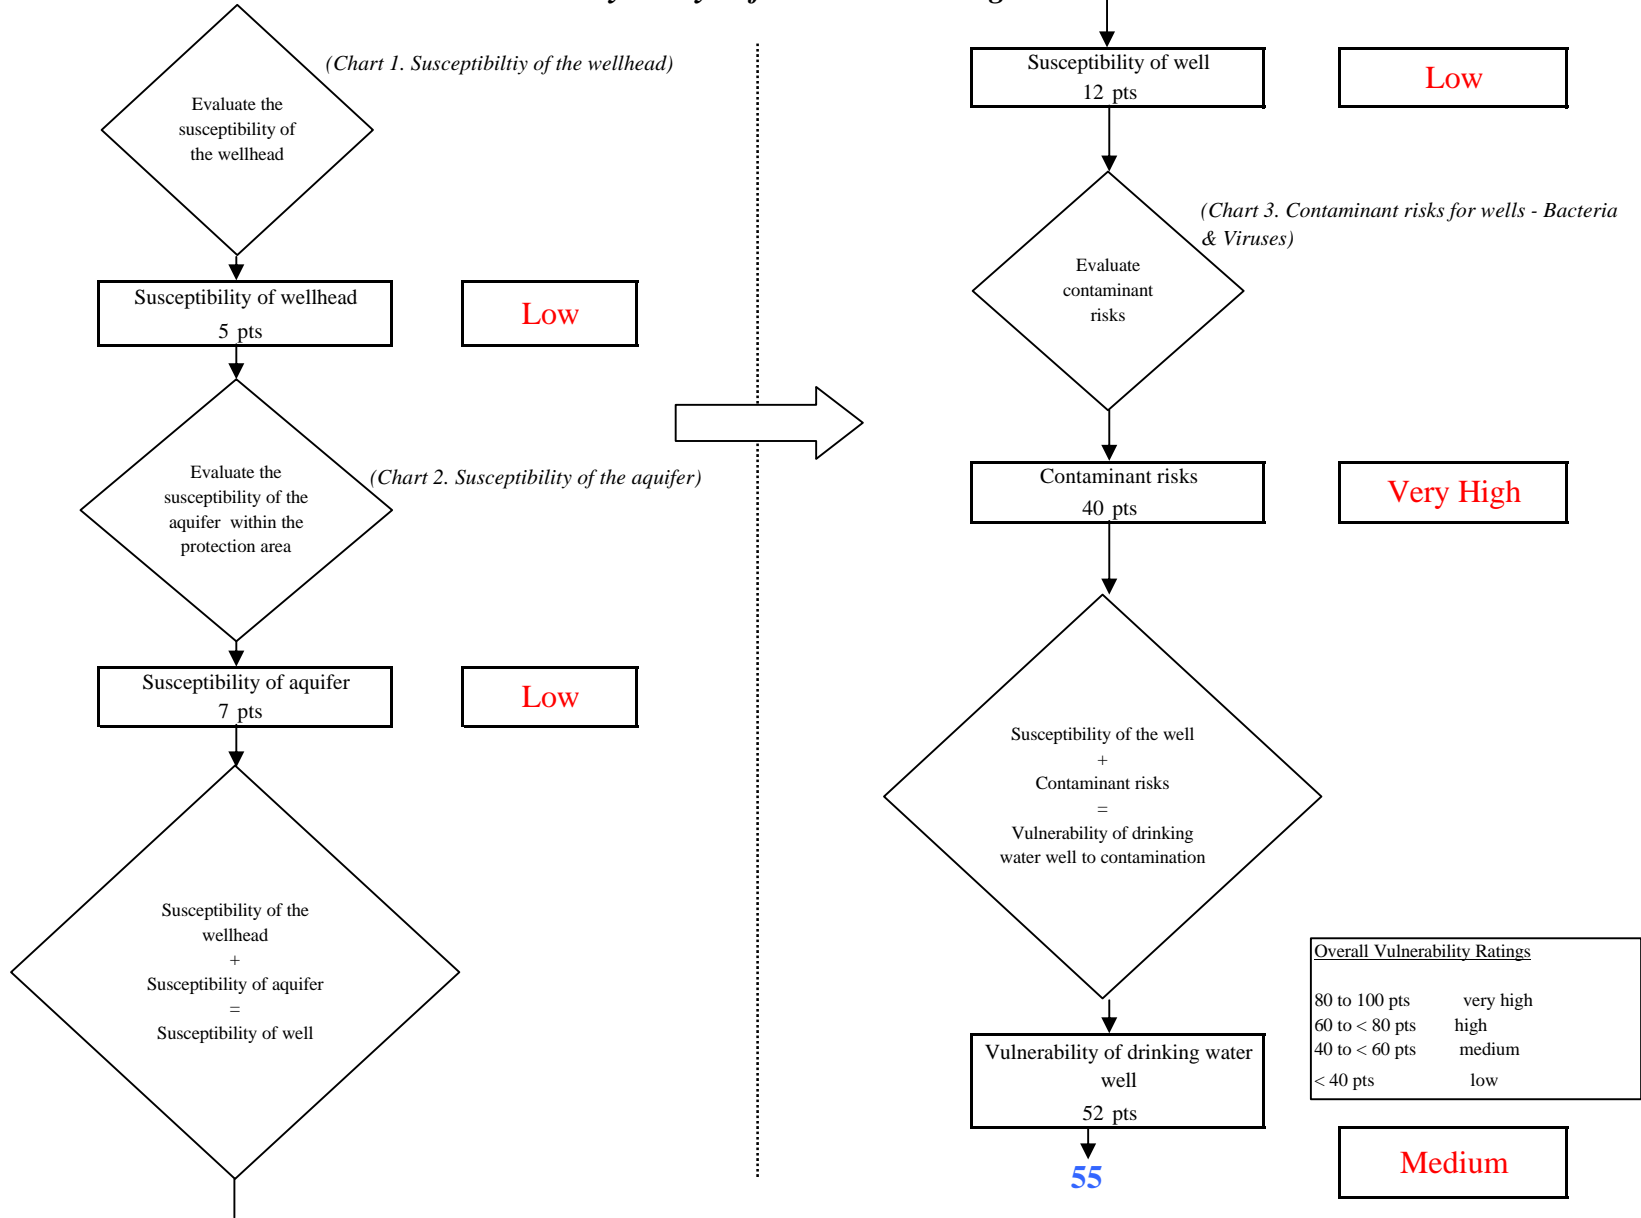 (Chart 1. Susceptibiltiy of the wellhead)
Evaluate the
susceptibility of
the wellhead
Susceptibility of wellhead
5 pts
Low
(Chart 2. Susceptibility of the aquifer)
Evaluate the
susceptibility of the
aquifer within the
protection area
Susceptibility of aquifer
7 pts
Low
Susceptibility of the
wellhead
+
Susceptibility of aquifer
=
Susceptibility of well
Susceptibility of well
12 pts
Low
(Chart 3. Contaminant risks for wells - Bacteria
& Viruses)
Evaluate
contaminant
risks
Contaminant risks
40 pts
Very High
Susceptibility of the well
+
Contaminant risks
=
Vulnerability of drinking
water well to contamination
Overall Vulnerability Ratings
80 to 100 pts very high
60 to < 80 pts high
40 to < 60 pts medium
< 40 pts low
Vulnerability of drinking water
well
52 pts
55
Medium